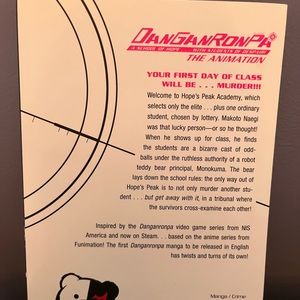 DANGANRONPA
A SCHOOL OF HOPE WITH STUDENTS OF DESPAIR!
THE ANIMATION
YOUR FIRST DAY OF CLASS
WILL BE . . . MURDER!!!
Welcome to Hope's Peak Academy, which
selects only the elite . . . plus one ordinary
student, chosen by lottery. Makoto Naegi
was that lucky person—or so he thought!
When he shows up for class, he finds
the students are a bizarre cast of odd-
balls under the ruthless authority of a robot
teddy bear principal, Monokuma. The bear
lays down the school rules: the only way out of
Hope's Peak is to not only murder another stu-
dent . . . but get away with it, in a tribunal where
the survivors cross-examine each other!
Inspired by the Danganronpa video game series from NIS
America and now on Steam. . . based on the anime series from
Funimation! The first Danganronpa manga to be released in English
has twists and turns of its own!
Manga / Crime